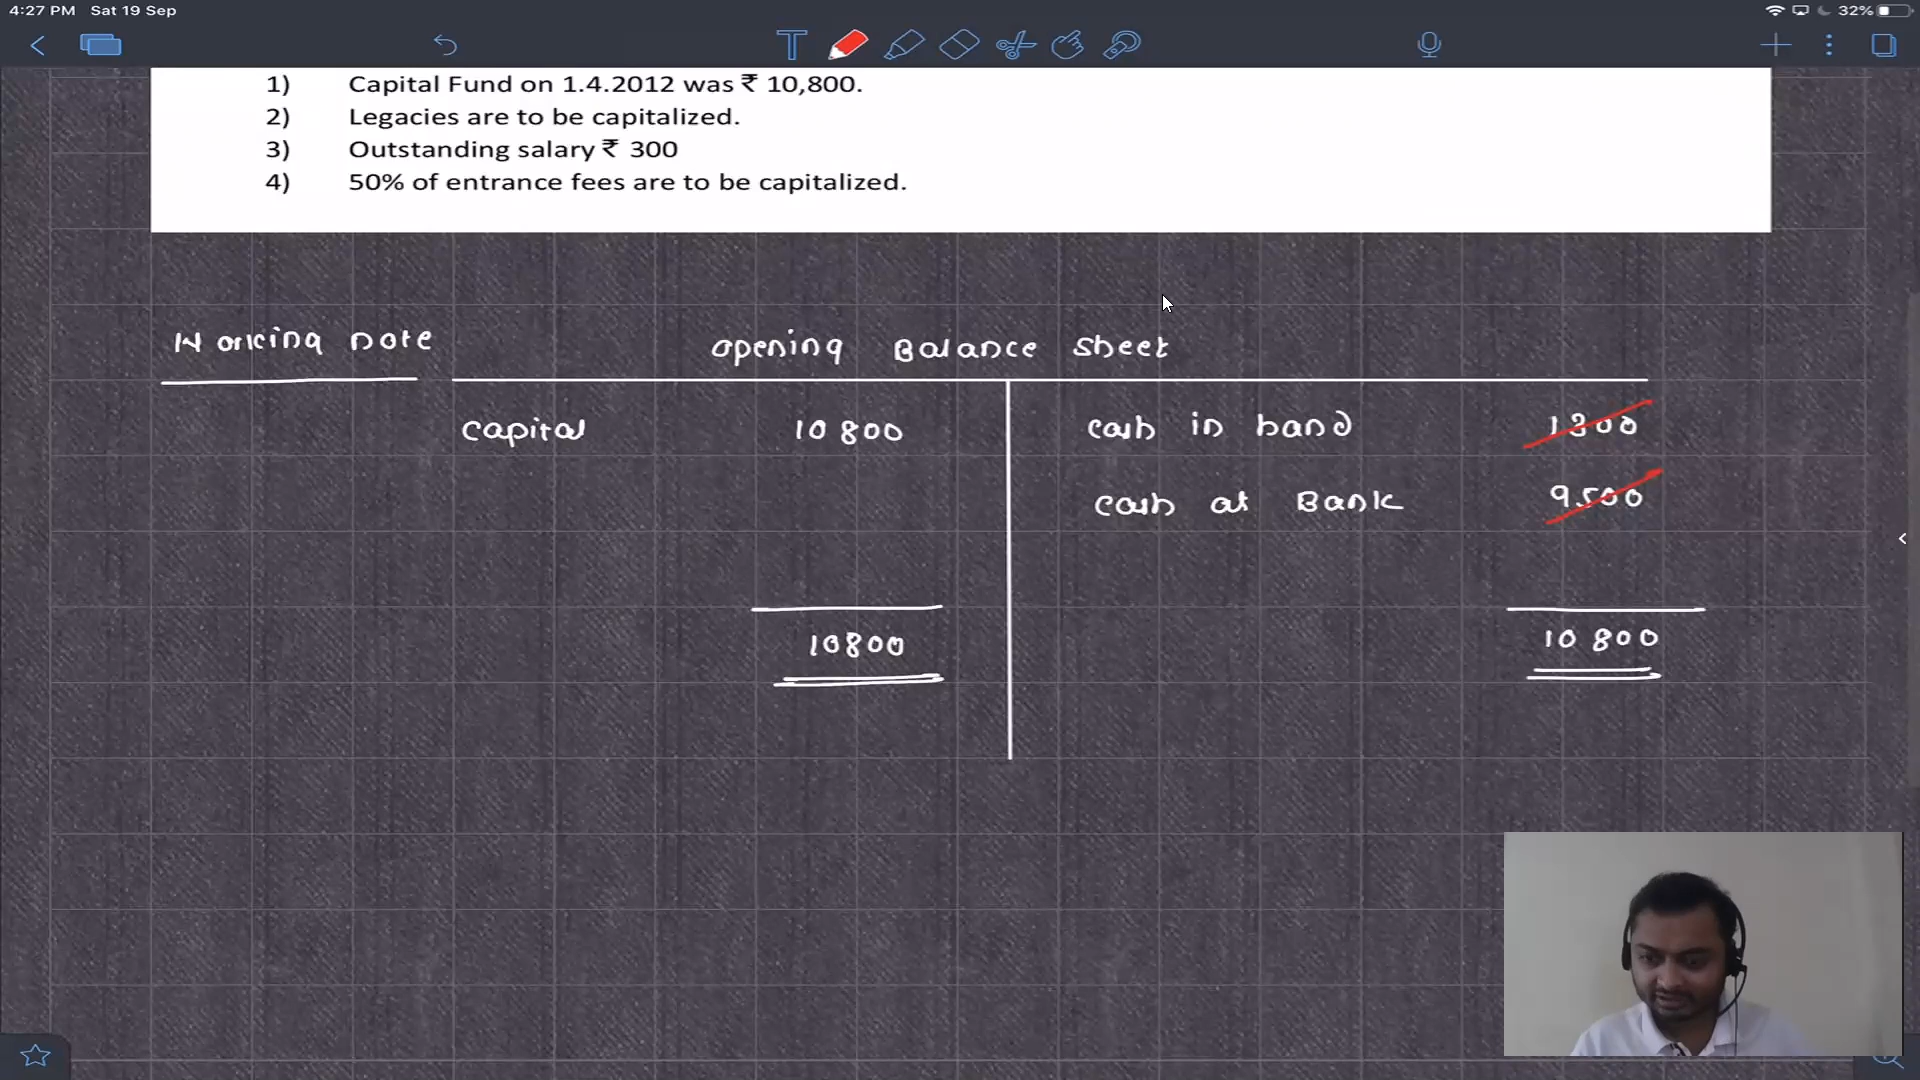 4:27 PM Sat 19 Sep 32%
1) Capital Fund on 1.4.2012 was ₹ 10,800.
2) Legacies are to be capitalized.
3) Outstanding salary ₹ 300
4) 50% of entrance fees are to be capitalized.
Working note
opening Balance sheet
capital 10 800 cash in hand 1300
cash at Bank 9500
10800 10 800